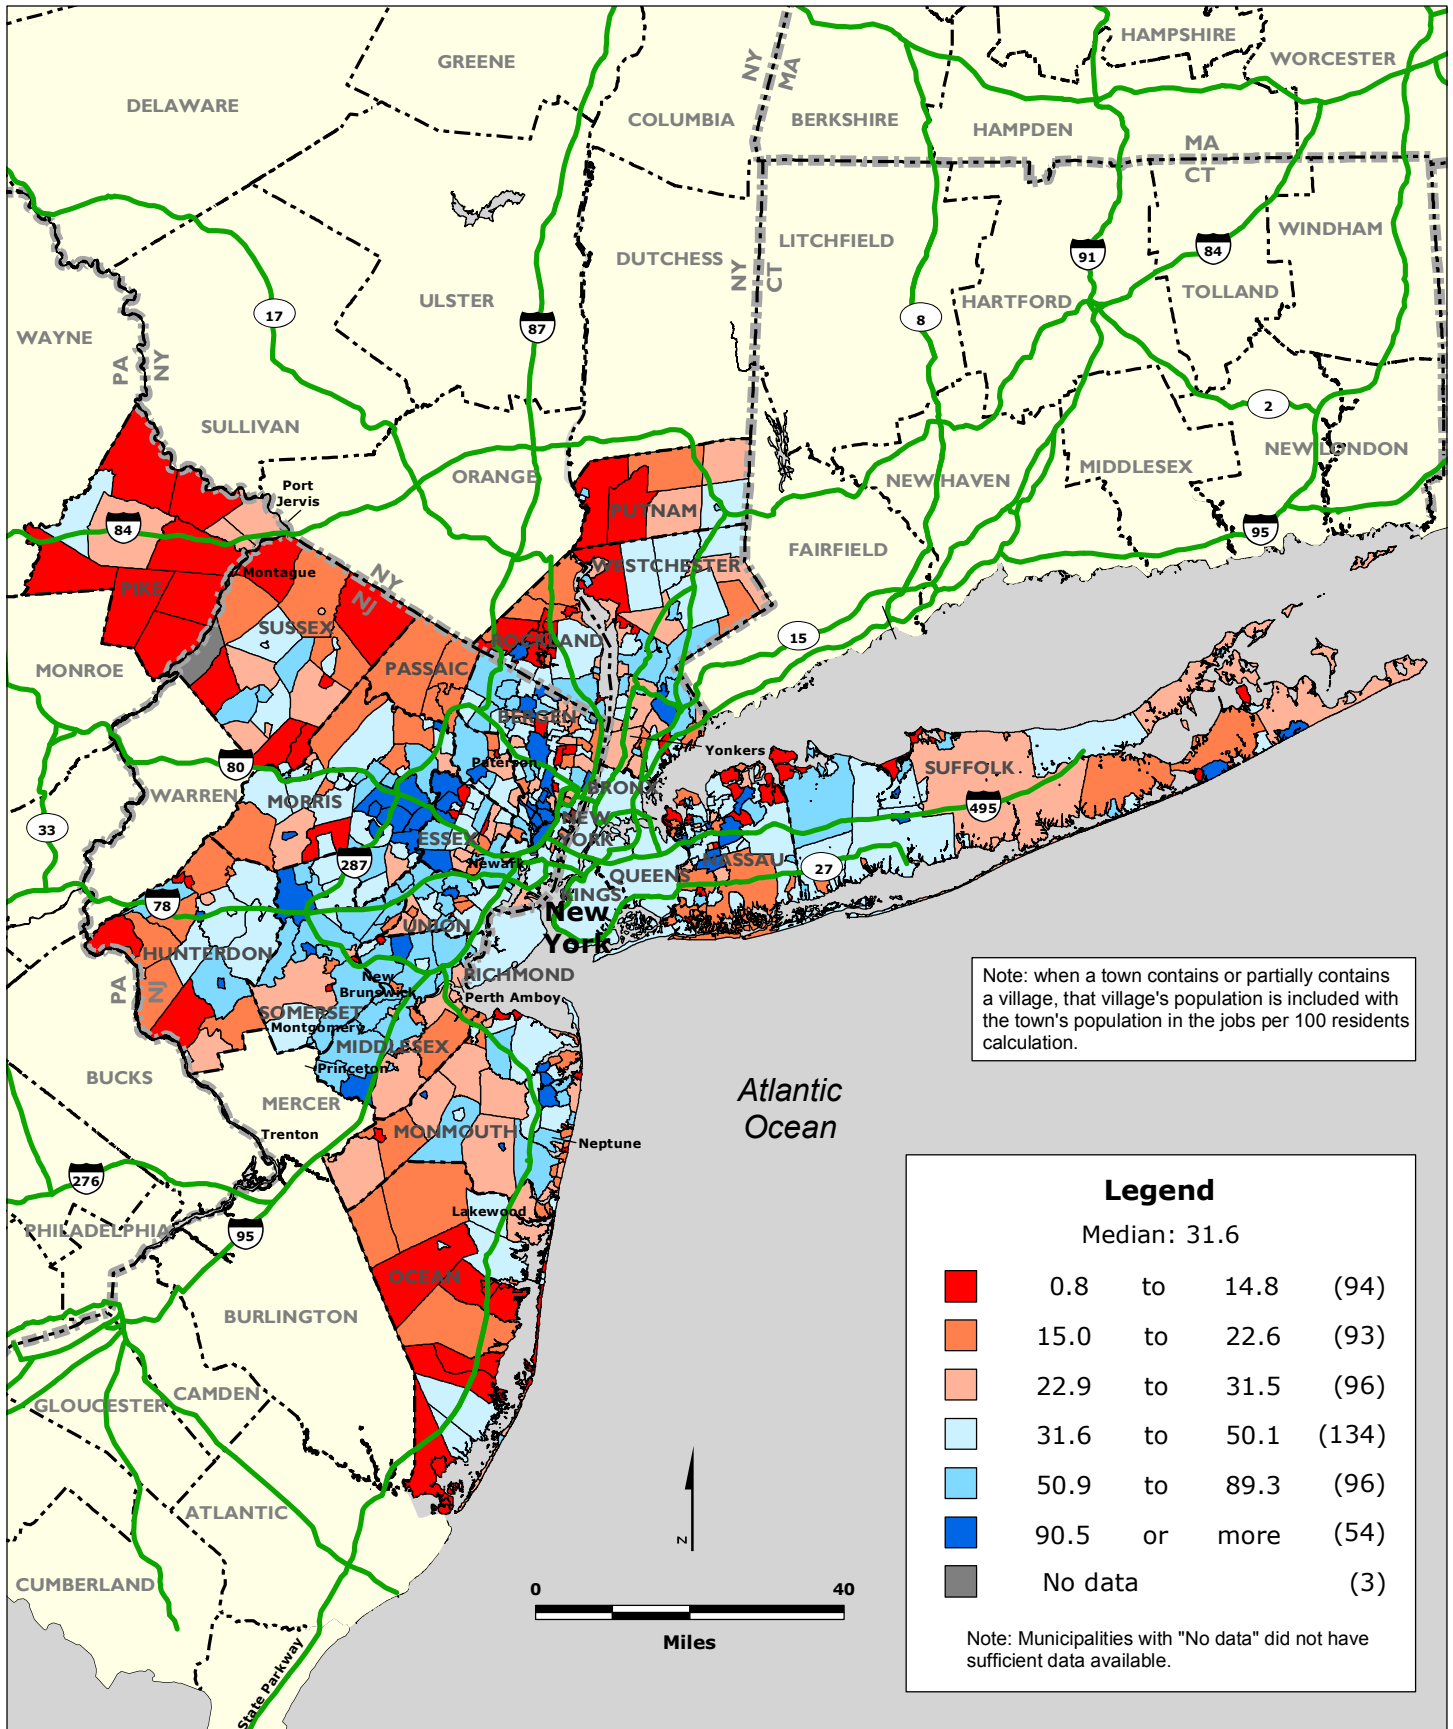 HAMPSHIRE
WORCESTER
GREENE
NY
MA
DELAWARE
COLUMBIA
BERKSHIRE
HAMPDEN
MA
CT
WINDHAM
LITCHFIELD
DUTCHESS
NY
CT
91
84
ULSTER
HARTFORD
TOLLAND
17
87
8
WAYNE
PA
NY
2
SULLIVAN
NEW LONDON
ORANGE
NEW HAVEN
MIDDLESEX
Port
Jervis
PUTNAM
84
95
FAIRFIELD
WESTCHESTER
Montague
NY
NJ
PIKE
SUSSEX
15
ROCKLAND
MONROE
PASSAIC
BERGEN
Yonkers
80
Paterson
SUFFOLK
WARREN
MORRIS
BRONX
495
33
NEW
YORK
ESSEX
287
Newark
NASSAU
27
QUEENS
78
KINGS
New
York
UNION
HUNTERDON
RICHMOND
PA
NJ
New
Brunswick
Perth Amboy
SOMERSET
Montgomery
MIDDLESEX
Princeton
BUCKS
MERCER
Note: when a town contains or partially contains
a village, that village's population is included with
the town's population in the jobs per 100 residents
calculation.
Atlantic
Ocean
Trenton
MONMOUTH
Neptune
276
Lakewood
PHILADELPHIA
95
OCEAN
BURLINGTON
CAMDEN
GLOUCESTER
ATLANTIC
CUMBERLAND
State Parkway
N
0 40
Miles
Legend
Median: 31.6
0.8 to 14.8 (94)
15.0 to 22.6 (93)
22.9 to 31.5 (96)
31.6 to 50.1 (134)
50.9 to 89.3 (96)
90.5 or more (54)
No data (3)
Note: Municipalities with "No data" did not have
sufficient data available.